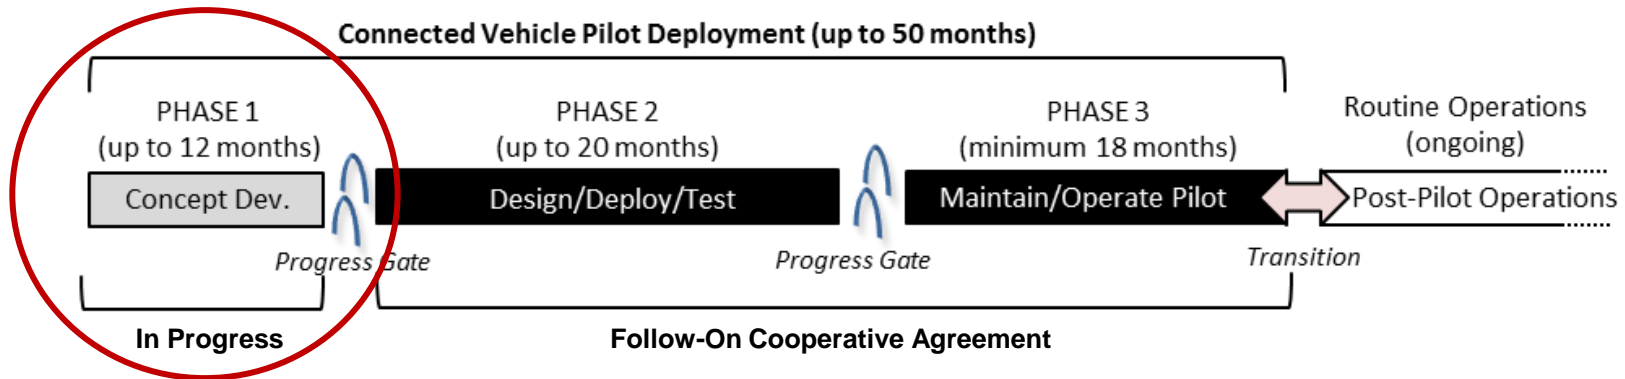 Connected Vehicle Pilot Deployment (up to 50 months)
PHASE 1
(up to 12 months)
Concept Dev.
Progress Gate
PHASE 2
(up to 20 months)
Design/Deploy/Test
Progress Gate
PHASE 3
(minimum 18 months)
Maintain/Operate Pilot
Transition
Routine Operations
(ongoing)
Post-Pilot Operations
In Progress
Follow-On Cooperative Agreement